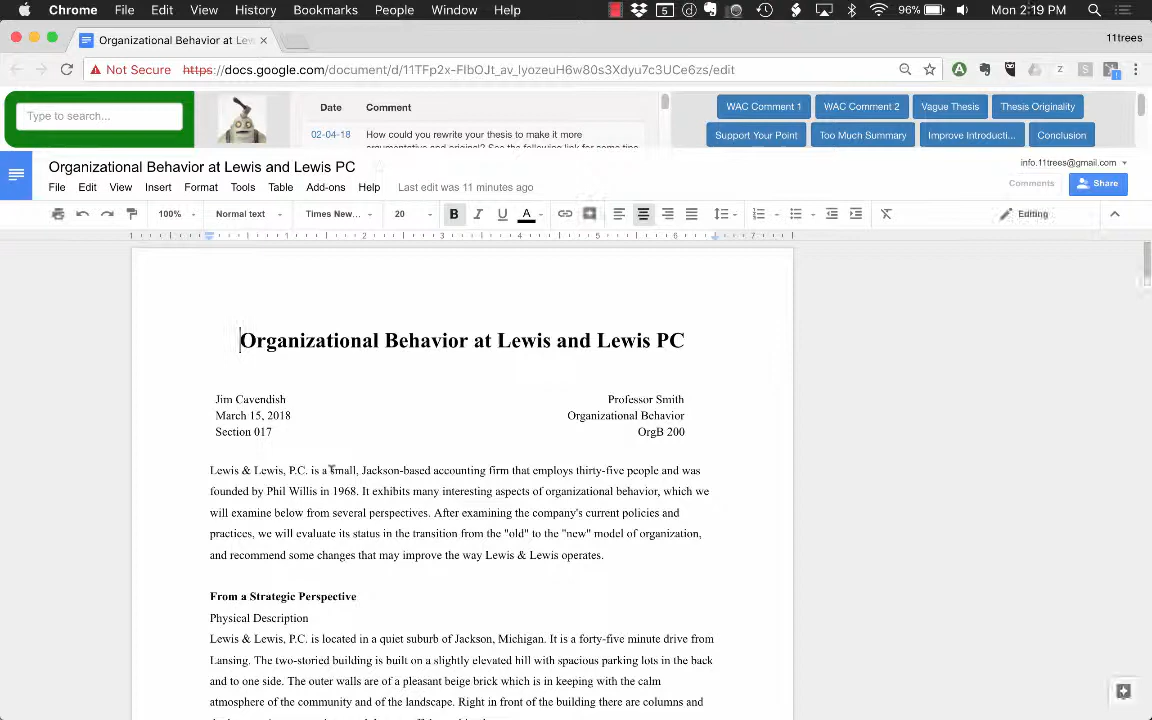 Chrome File Edit View History Bookmarks People Window Help 5 96% Mon 2:19 PM
Organizational Behavior at Lew × 11trees
Not Secure https://docs.google.com/document/d/11TFp2x-FIbOJt_av_IyozeuH6w80s3Xdyu7c3UCe6zs/edit
Type to search... Date Comment WAC Comment 1 WAC Comment 2 Vague Thesis Thesis Originality
02-04-18 How could you rewrite your thesis to make it more Support Your Point Too Much Summary Improve Introducti... Conclusion
Organizational Behavior at Lewis and Lewis PC info.11trees@gmail.com
File Edit View Insert Format Tools Table Add-ons Help Last edit was 11 minutes ago Comments Share
100% Normal text Times New... 20 B I U A Editing
1 1 2 3 4 5 6 7
Organizational Behavior at Lewis and Lewis PC
Jim Cavendish Professor Smith
March 15, 2018 Organizational Behavior
Section 017 OrgB 200
Lewis & Lewis, P.C. is a small, Jackson-based accounting firm that employs thirty-five people and was
founded by Phil Willis in 1968. It exhibits many interesting aspects of organizational behavior, which we
will examine below from several perspectives. After examining the company's current policies and
practices, we will evaluate its status in the transition from the "old" to the "new" model of organization,
and recommend some changes that may improve the way Lewis & Lewis operates.
From a Strategic Perspective
Physical Description
Lewis & Lewis, P.C. is located in a quiet suburb of Jackson, Michigan. It is a forty-five minute drive from
Lansing. The two-storied building is built on a slightly elevated hill with spacious parking lots in the back
and to one side. The outer walls are of a pleasant beige brick which is in keeping with the calm
atmosphere of the community and of the landscape. Right in front of the building there are columns and